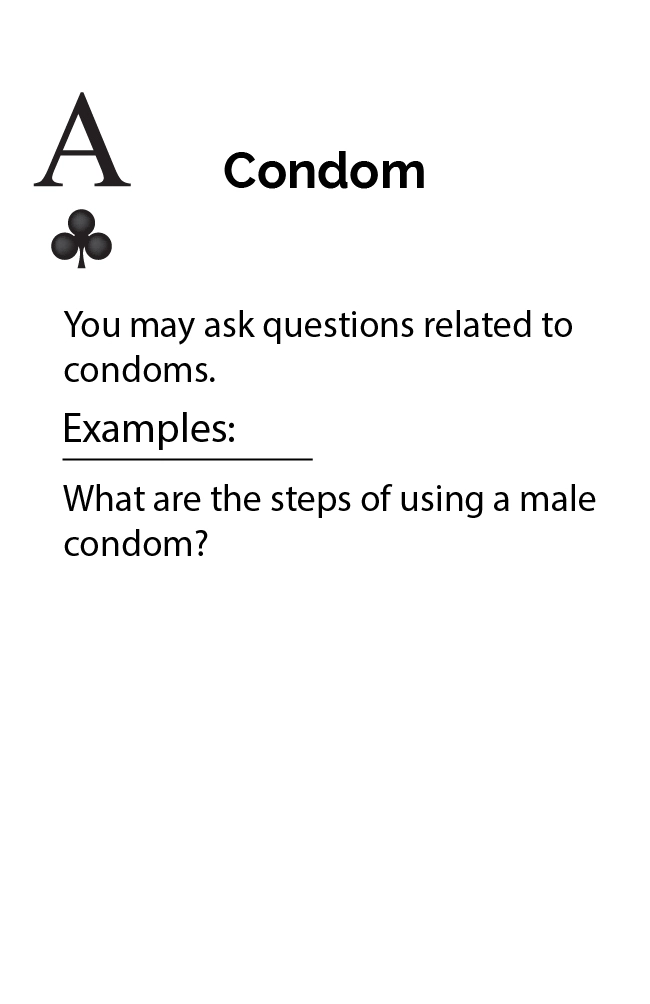 A
Condom
You may ask questions related to
condoms.
Examples:
What are the steps of using a male
condom?